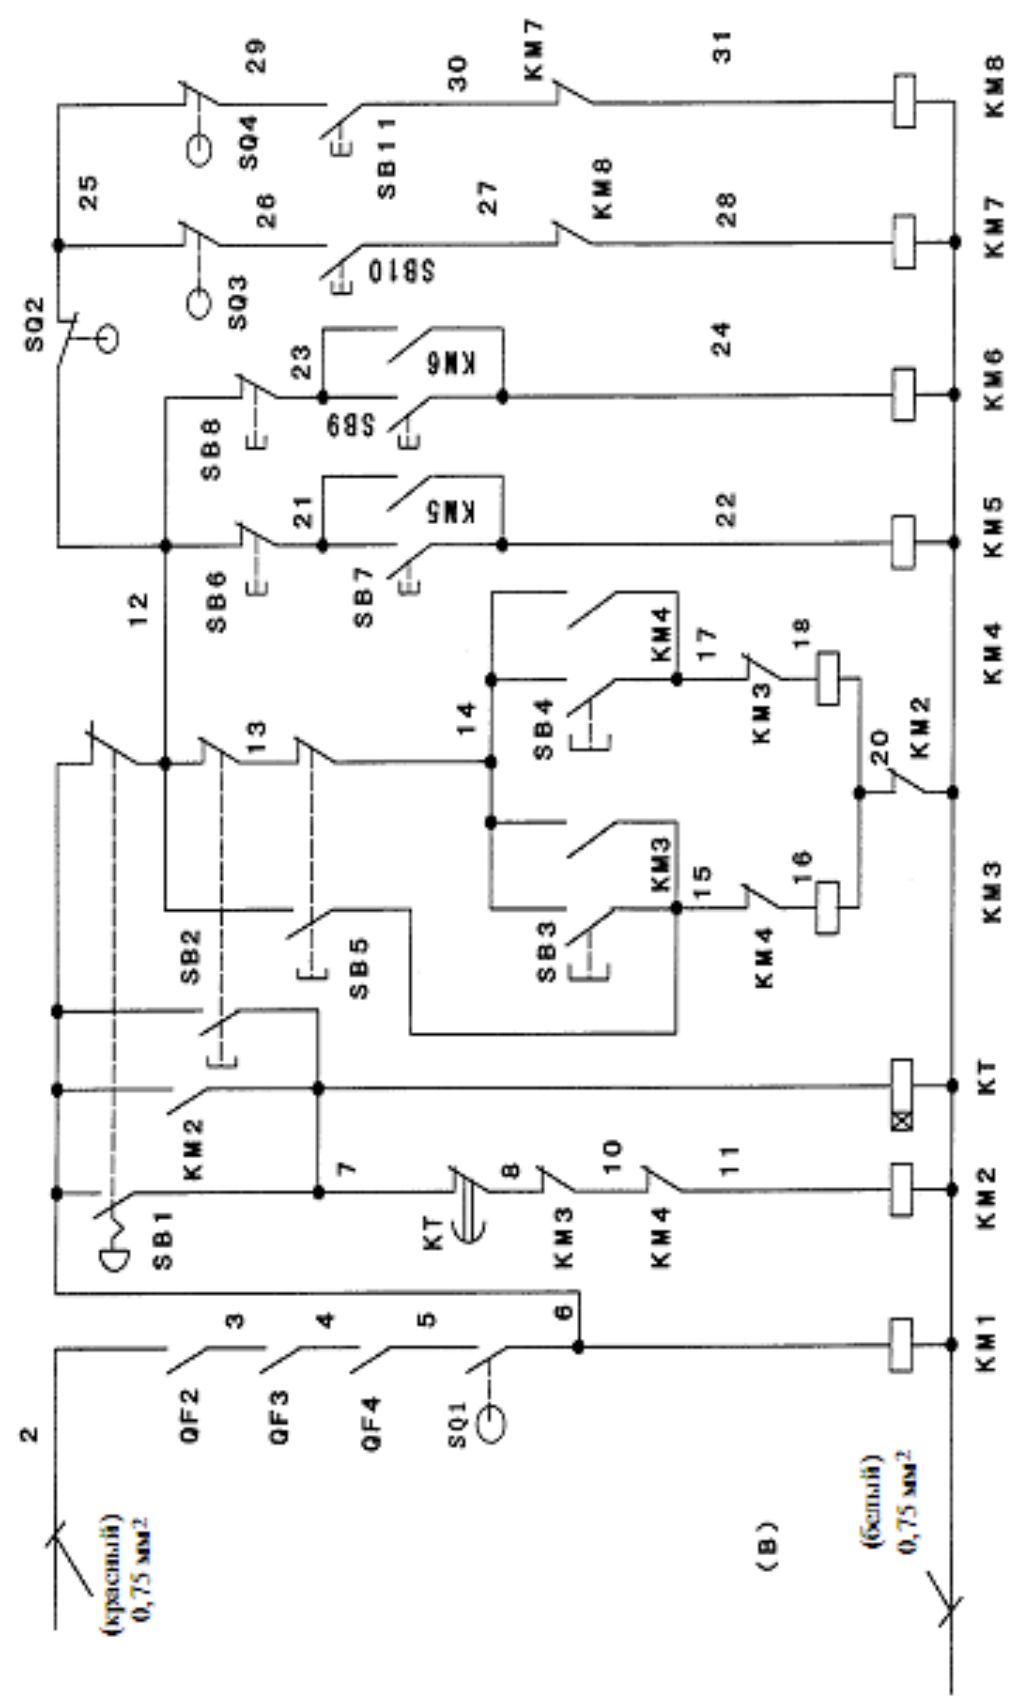 2
(красный)
0,75 мм²
QF2
3
QF3
4
QF4
5
SQ1
6
KM1
(белый)
0,75 мм²
(B)
SB1
KM2
7
KT
8
KM3
10
KM4
11
KM2
KT
SB2
SB5
12
13
14
SB3
KM3
15
KM4
16
KM3
SB4
KM4
17
KM3
18
KM4
20
KM2
SB6
21
SB7
KM5
22
KM5
SB8
23
SB9
KM6
24
KM6
SQ2
25
SQ3
26
SB10
27
KM8
28
KM7
SQ4
29
SB11
30
KM7
31
KM8